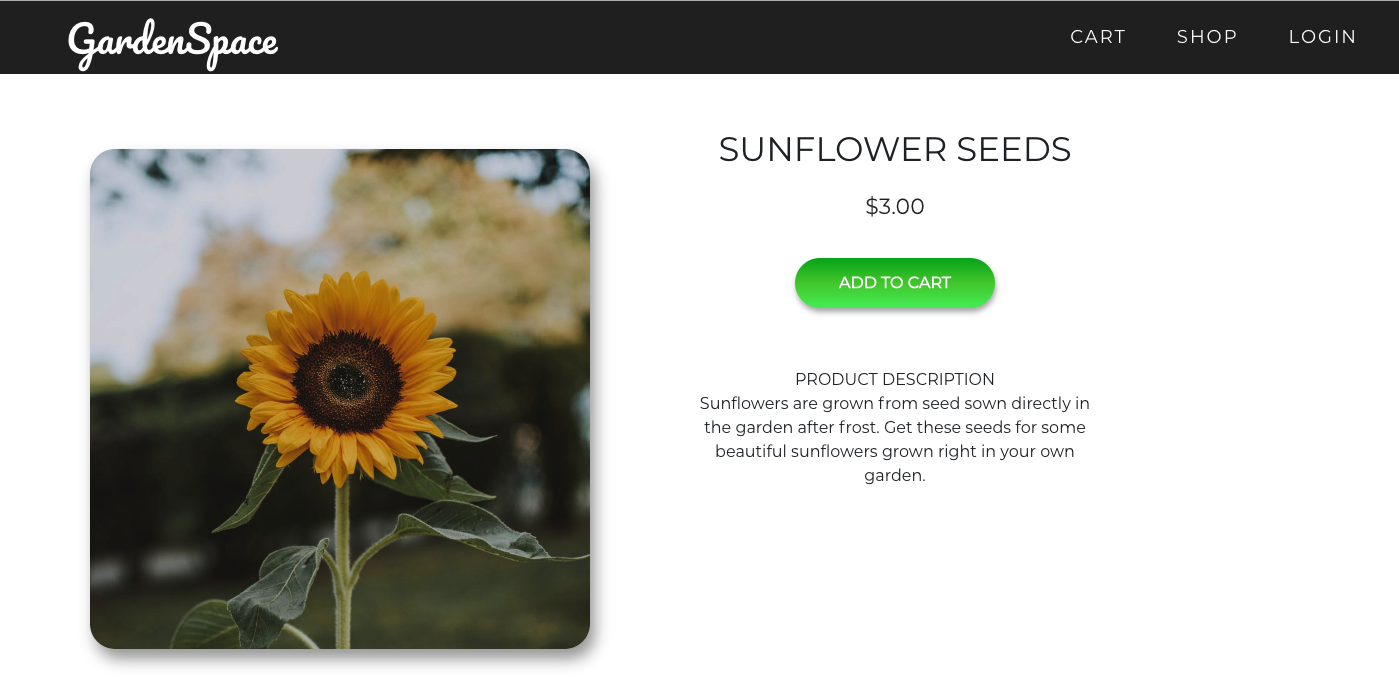 GardenSpace
CART SHOP LOGIN
SUNFLOWER SEEDS
$3.00
ADD TO CART
PRODUCT DESCRIPTION
Sunflowers are grown from seed sown directly in
the garden after frost. Get these seeds for some
beautiful sunflowers grown right in your own
garden.